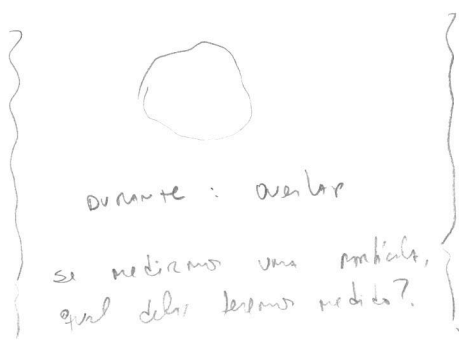 DURANTE : OVERLAP
se medirmos uma partícula,
qual delas teremos medido?